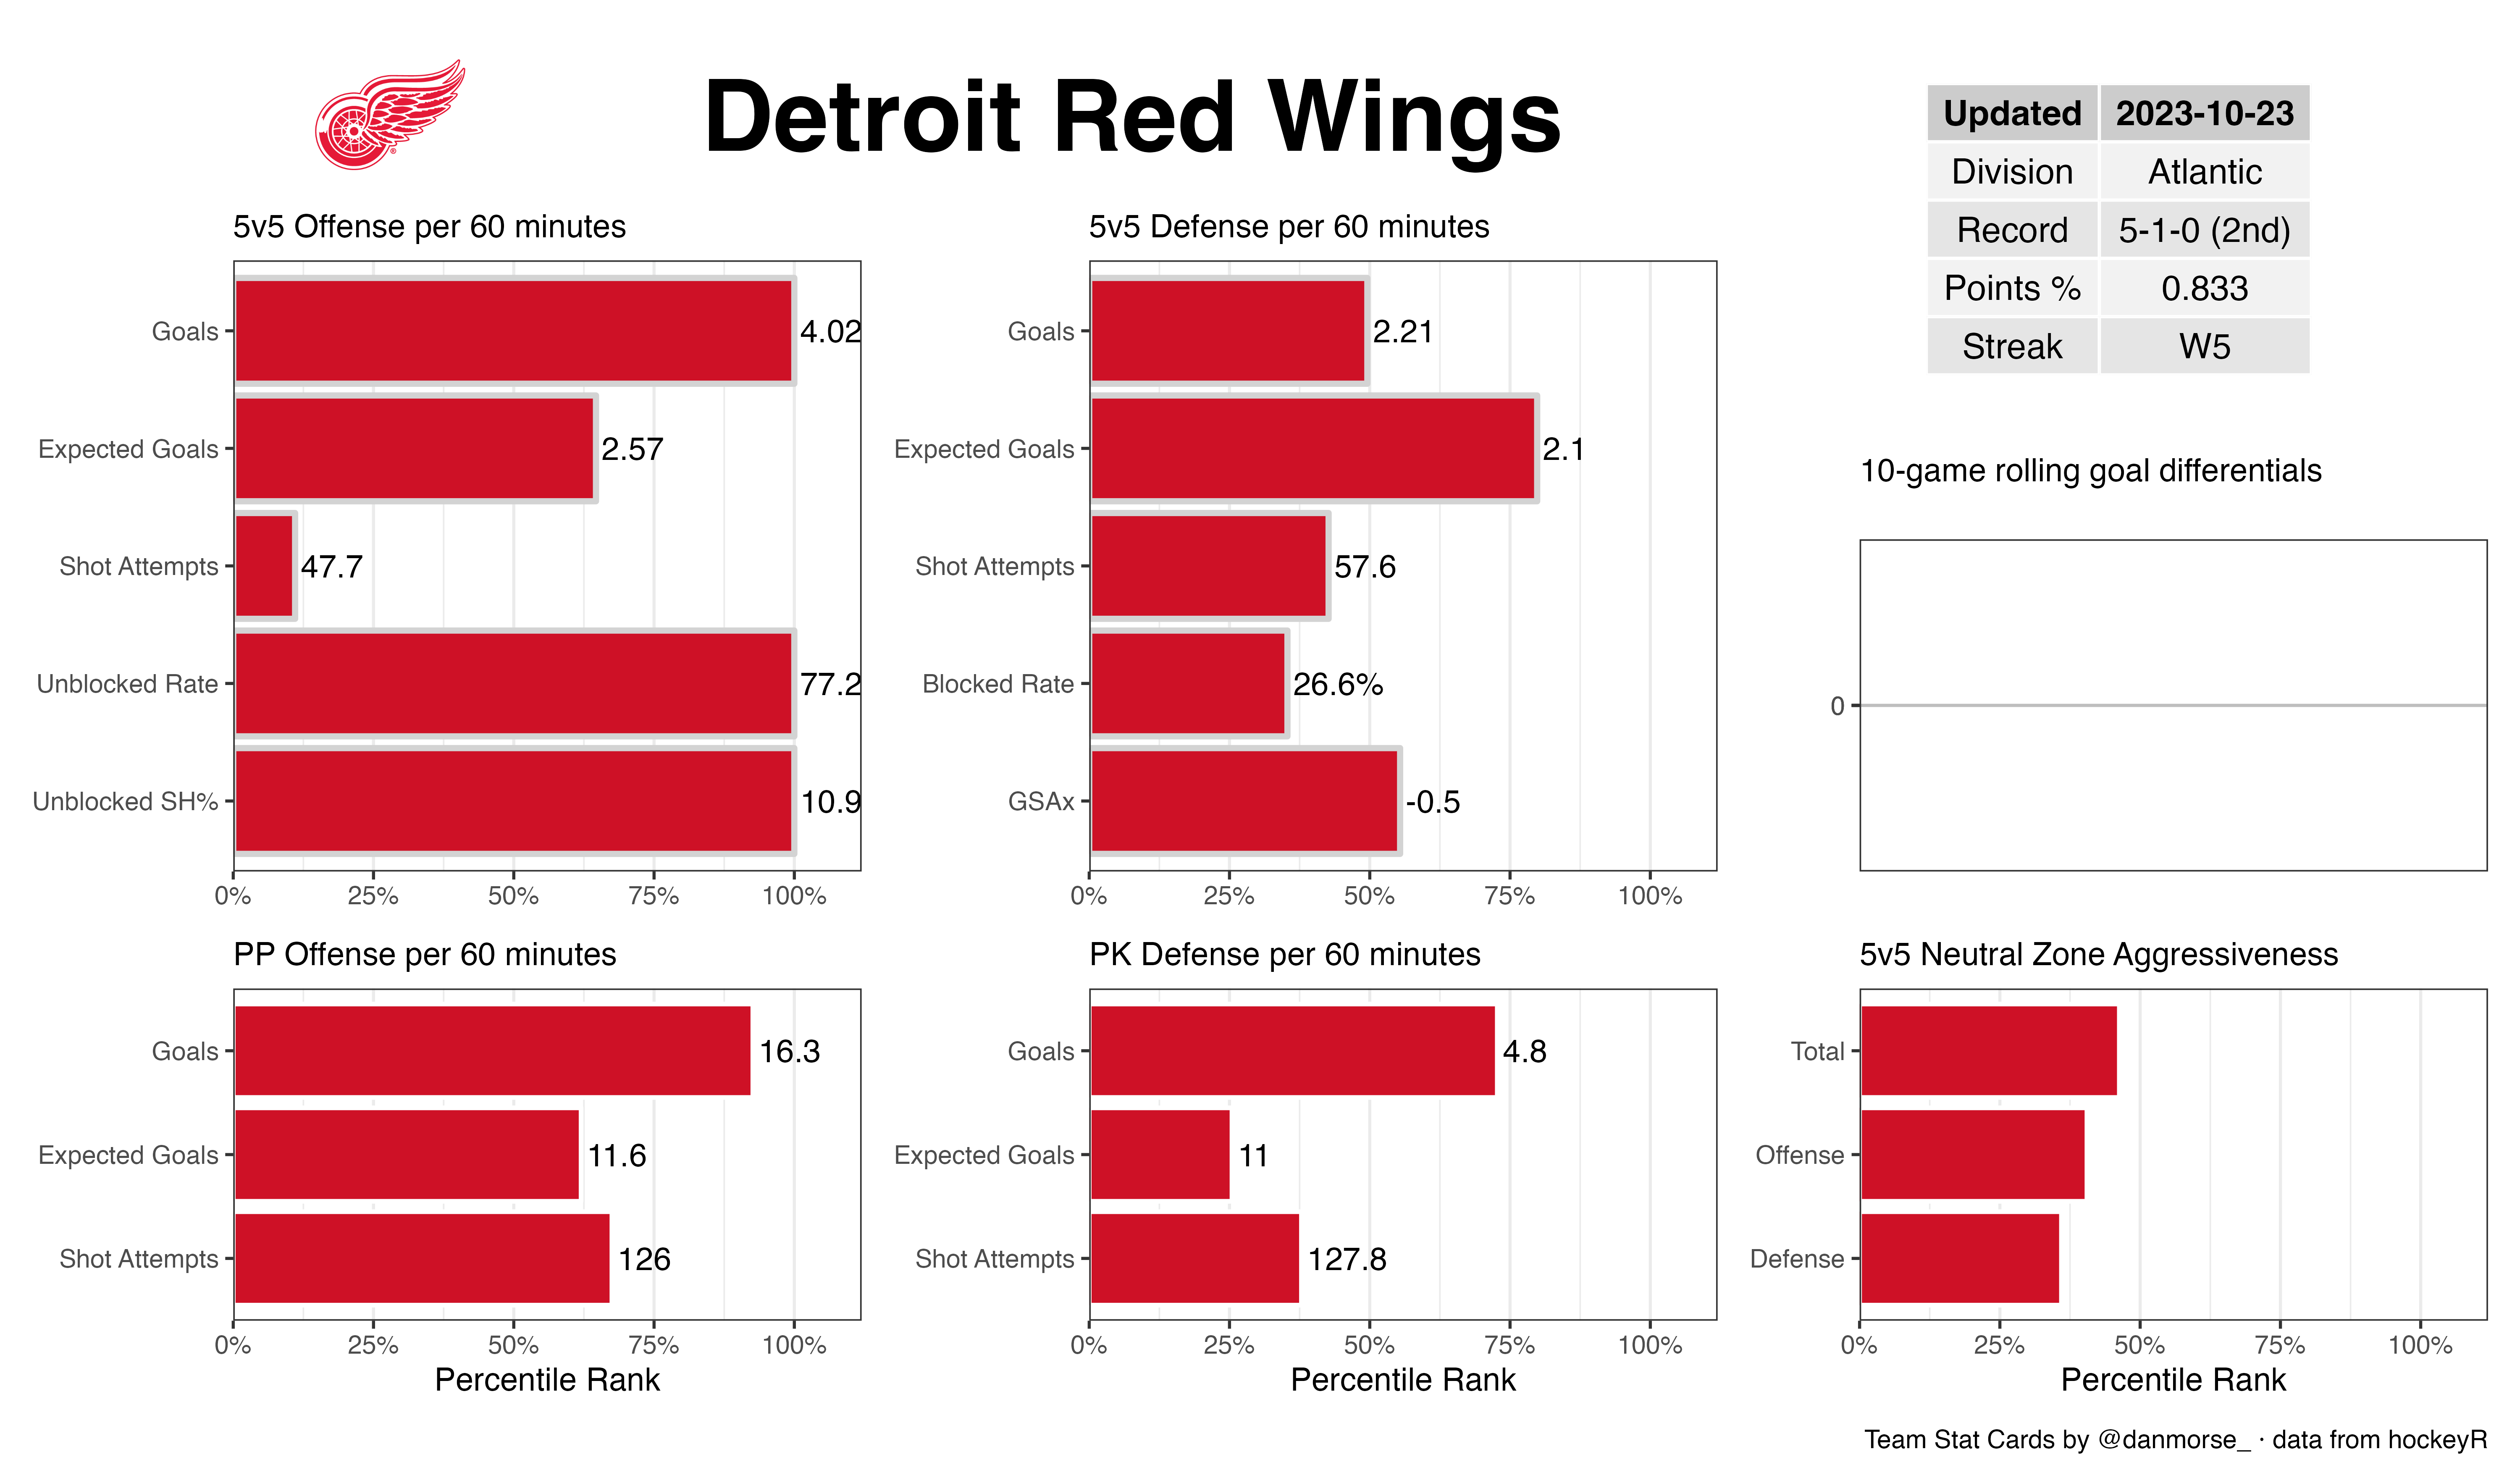 Detroit Red Wings
Updated 2023-10-23
Division Atlantic
Record 5-1-0 (2nd)
Points % 0.833
Streak W5
5v5 Offense per 60 minutes
Goals 4.02
Expected Goals 2.57
Shot Attempts 47.7
Unblocked Rate 77.2
Unblocked SH% 10.9
0% 25% 50% 75% 100%
5v5 Defense per 60 minutes
Goals 2.21
Expected Goals 2.1
Shot Attempts 57.6
Blocked Rate 26.6%
GSAx -0.5
0% 25% 50% 75% 100%
10-game rolling goal differentials
0
PP Offense per 60 minutes
Goals 16.3
Expected Goals 11.6
Shot Attempts 126
0% 25% 50% 75% 100%
Percentile Rank
PK Defense per 60 minutes
Goals 4.8
Expected Goals 11
Shot Attempts 127.8
0% 25% 50% 75% 100%
Percentile Rank
5v5 Neutral Zone Aggressiveness
Total
Offense
Defense
0% 25% 50% 75% 100%
Percentile Rank
Team Stat Cards by @danmorse_ · data from hockeyR